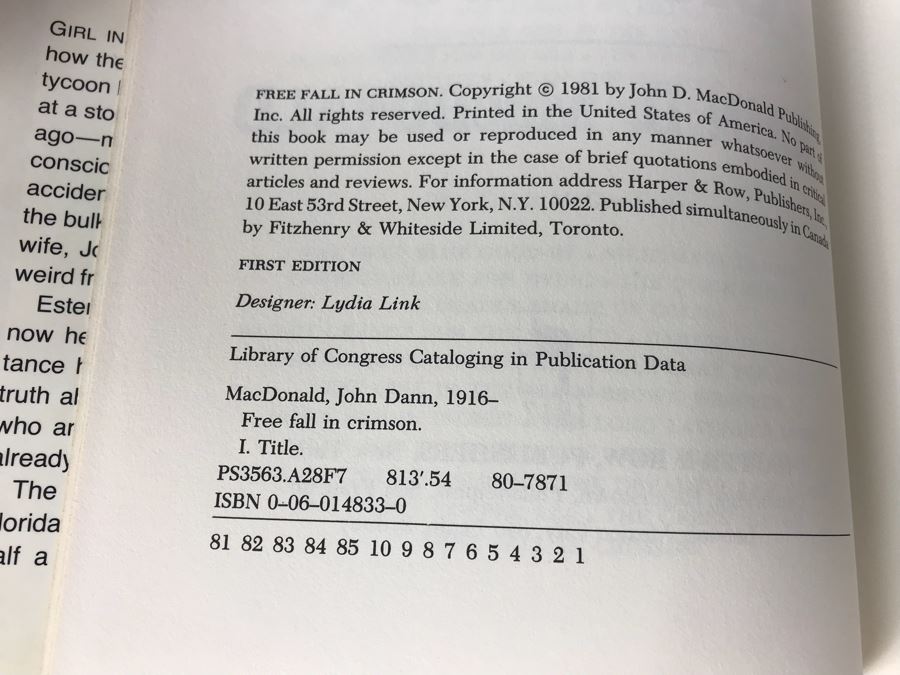 GIRL IN
how the
tycoon
at a sto
ago—
conscic
acciden
the bulk
wife, Jo
weird fr
Ester
now he
tance
truth al
who ar
already
The
lorida
alf a
FREE FALL IN CRIMSON. Copyright © 1981 by John D. MacDonald Publishing
Inc. All rights reserved. Printed in the United States of America. No part of
this book may be used or reproduced in any manner whatsoever without
written permission except in the case of brief quotations embodied in critical
articles and reviews. For information address Harper & Row, Publishers, Inc.,
10 East 53rd Street, New York, N.Y. 10022. Published simultaneously in Canada
by Fitzhenry & Whiteside Limited, Toronto.
FIRST EDITION
Designer: Lydia Link
Library of Congress Cataloging in Publication Data
MacDonald, John Dann, 1916–
Free fall in crimson.
I. Title.
PS3563.A28F7 813'.54 80–7871
ISBN 0–06–014833–0
81 82 83 84 85 10 9 8 7 6 5 4 3 2 1